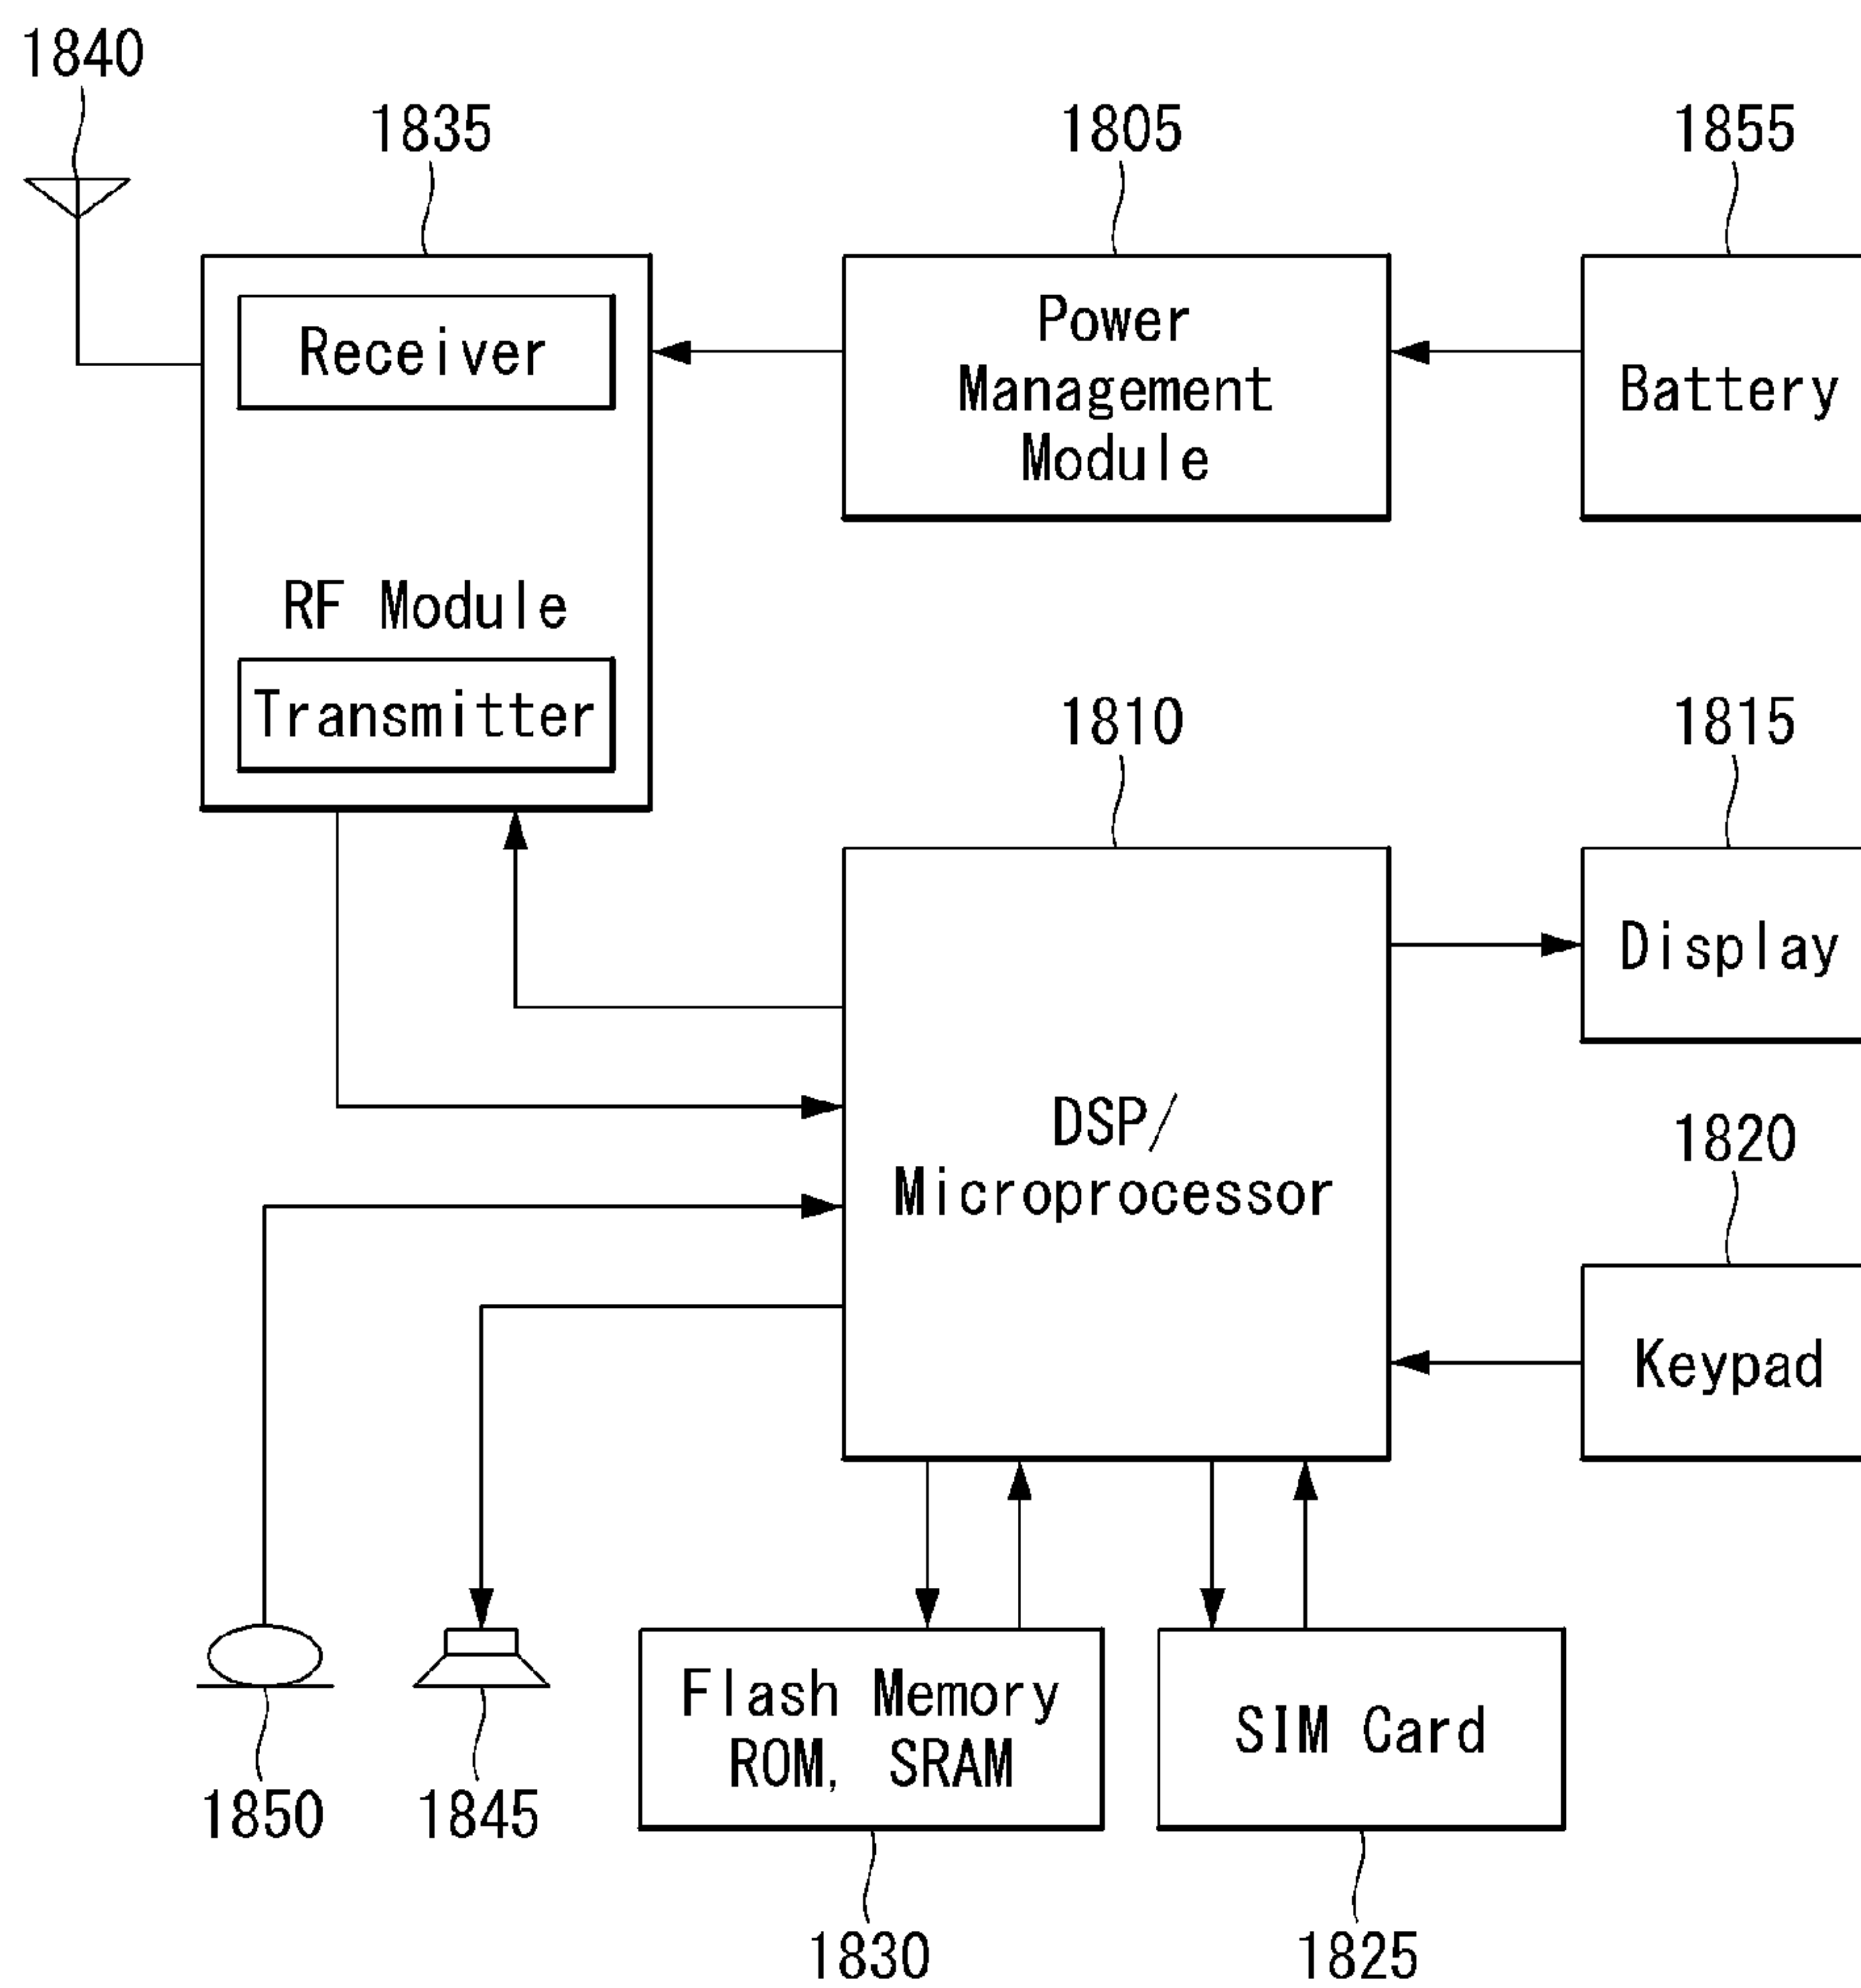 1840
1835
1805
1855
Receiver
RF Module
Transmitter
Power
Management
Module
Battery
1810
1815
DSP/
Microprocessor
Display
1820
Keypad
Flash Memory
ROM, SRAM
SIM Card
1850
1845
1830
1825